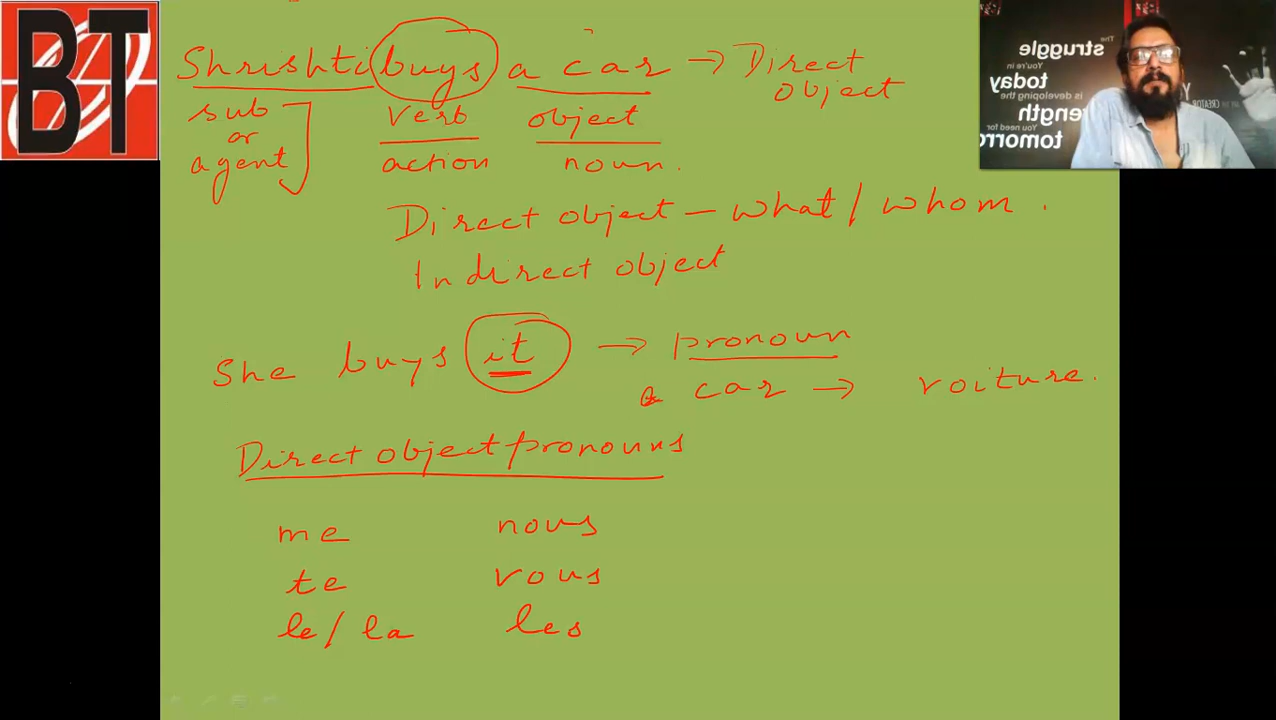 BT
Shrishti buys a car → Direct object
sub or agent
verb
object
action
noun.
Direct object - what / whom.
Indirect object
She buys it → pronoun
a car → voiture.
Direct object pronouns
me nous
te vous
le / la les
The
struggle
You're in
today
is developing the
You need for
CREATOR